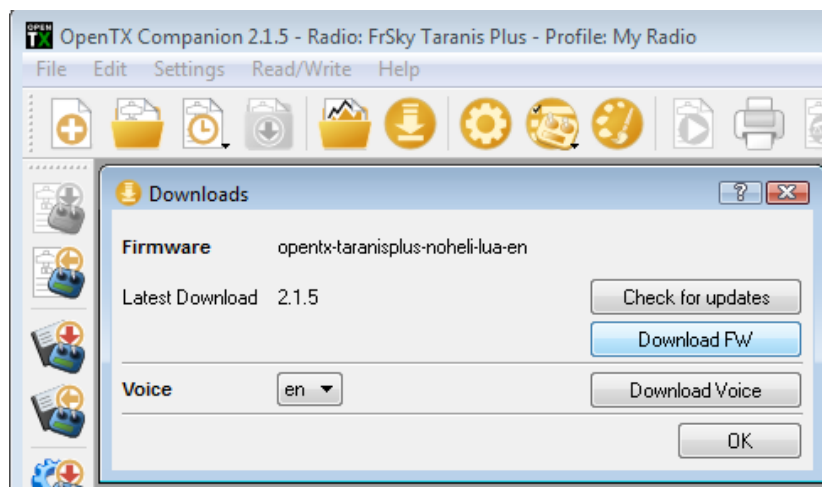 OPEN TX OpenTX Companion 2.1.5 - Radio: FrSky Taranis Plus - Profile: My Radio
File Edit Settings Read/Write Help
Downloads ?
Firmware opentx-taranisplus-noheli-lua-en
Latest Download 2.1.5 Check for updates
Download FW
Voice en Download Voice
OK